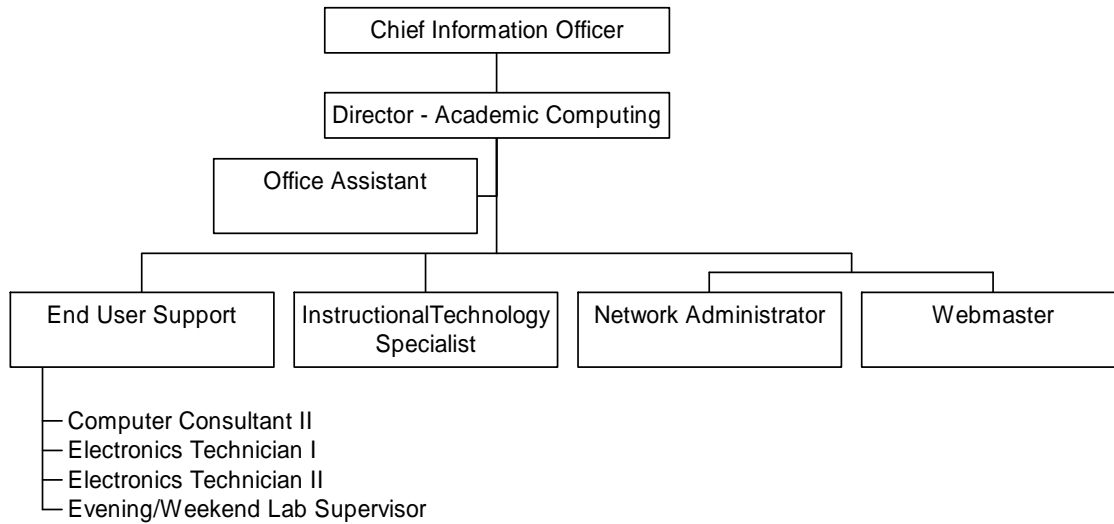 Chief Information Officer
Director - Academic Computing
Office Assistant
End User Support
InstructionalTechnology
Specialist
Network Administrator
Webmaster
Computer Consultant II
Electronics Technician I
Electronics Technician II
Evening/Weekend Lab Supervisor